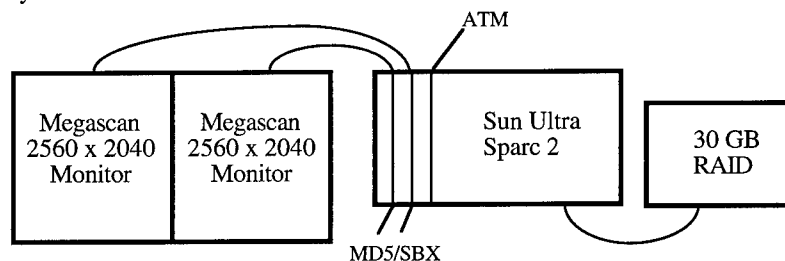 ATM
Megascan
2560 x 2040
Monitor
Megascan
2560 x 2040
Monitor
Sun Ultra
Sparc 2
30 GB
RAID
MD5/SBX